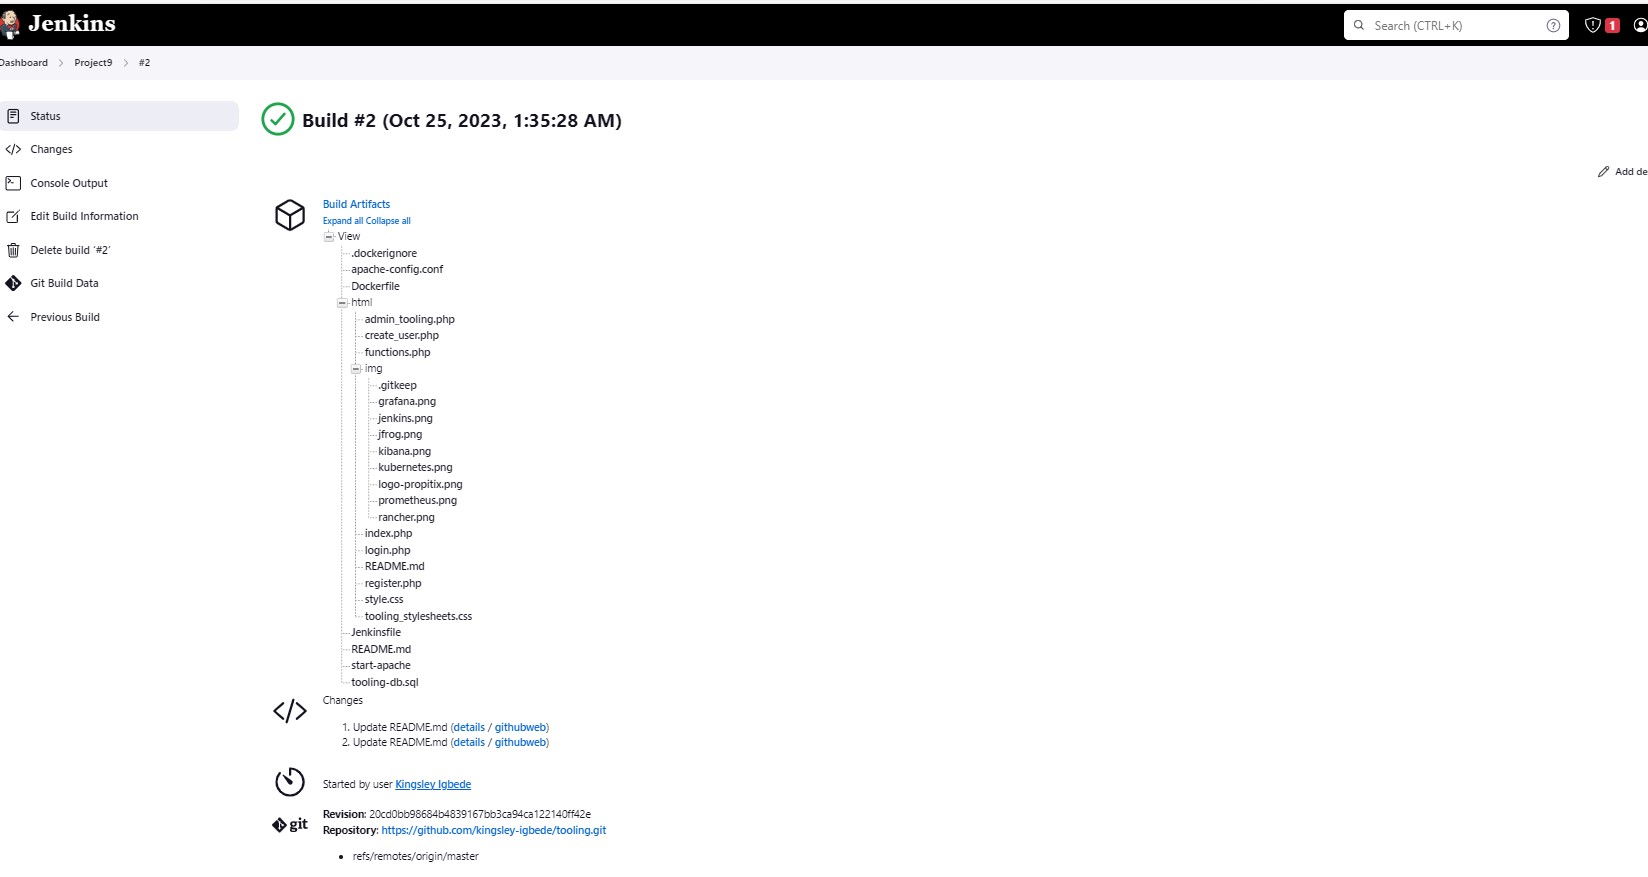 Jenkins
Search (CTRL+K)
1
Dashboard
Project9
#2
Status
Changes
Console Output
Edit Build Information
Delete build ‘#2’
Git Build Data
Previous Build
Build #2 (Oct 25, 2023, 1:35:28 AM)
Add de
Build Artifacts
Expand all Collapse all
View
.dockerignore
apache-config.conf
Dockerfile
html
admin_tooling.php
create_user.php
functions.php
img
.gitkeep
grafana.png
jenkins.png
jfrog.png
kibana.png
kubernetes.png
logo-propitix.png
prometheus.png
rancher.png
index.php
login.php
README.md
register.php
style.css
tooling_stylesheets.css
Jenkinsfile
README.md
start-apache
tooling-db.sql
Changes
1. Update README.md (details / githubweb)
2. Update README.md (details / githubweb)
Started by user Kingsley Igbede
git
Revision: 20cd0bb98684b4839167bb3ca94ca122140ff42e
Repository: https://github.com/kingsley-igbede/tooling.git
• refs/remotes/origin/master